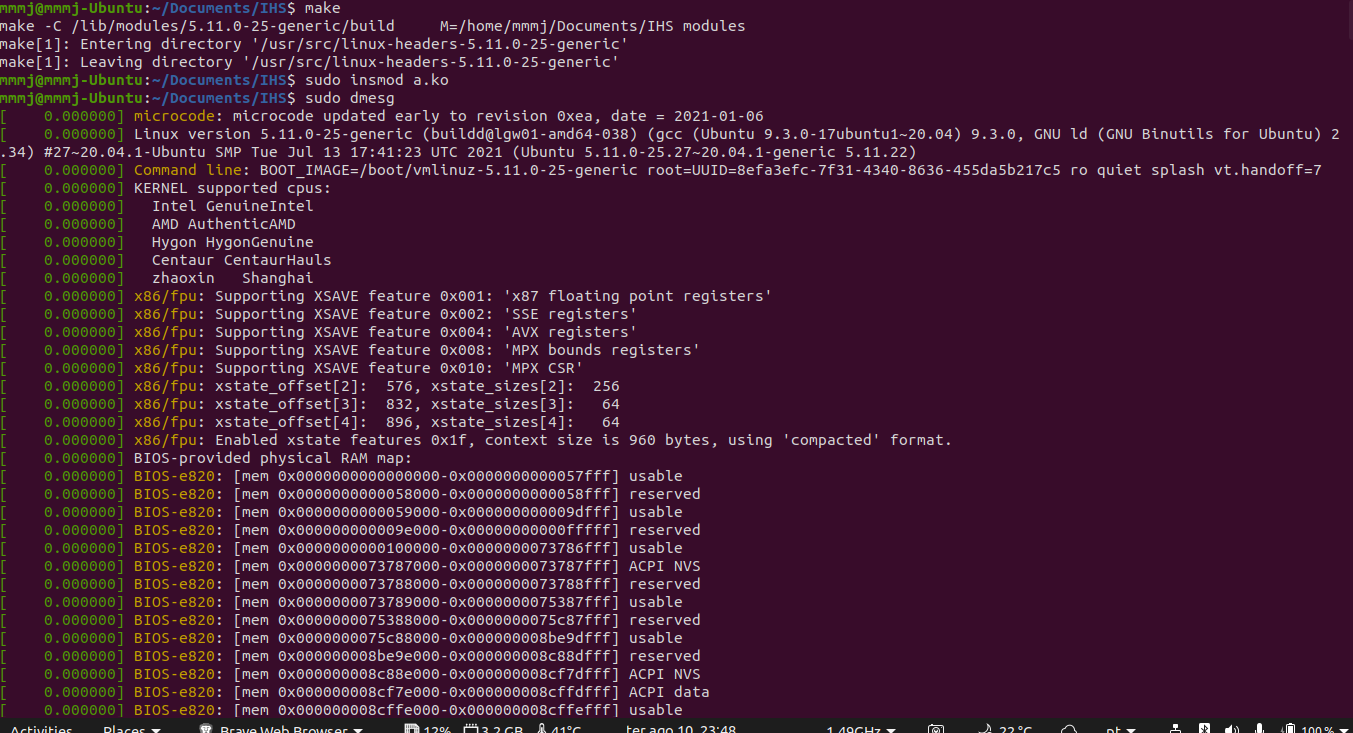 mmmj@mmmj-Ubuntu:~/Documents/IHS$ make
make -C /lib/modules/5.11.0-25-generic/build     M=/home/mmmj/Documents/IHS modules
make[1]: Entering directory '/usr/src/linux-headers-5.11.0-25-generic'
make[1]: Leaving directory '/usr/src/linux-headers-5.11.0-25-generic'
mmmj@mmmj-Ubuntu:~/Documents/IHS$ sudo insmod a.ko
mmmj@mmmj-Ubuntu:~/Documents/IHS$ sudo dmesg
[    0.000000] microcode: microcode updated early to revision 0xea, date = 2021-01-06
[    0.000000] Linux version 5.11.0-25-generic (buildd@lgw01-amd64-038) (gcc (Ubuntu 9.3.0-17ubuntu1~20.04) 9.3.0, GNU ld (GNU Binutils for Ubuntu) 2
.34) #27~20.04.1-Ubuntu SMP Tue Jul 13 17:41:23 UTC 2021 (Ubuntu 5.11.0-25.27~20.04.1-generic 5.11.22)
[    0.000000] Command line: BOOT_IMAGE=/boot/vmlinuz-5.11.0-25-generic root=UUID=8efa3efc-7f31-4340-8636-455da5b217c5 ro quiet splash vt.handoff=7
[    0.000000] KERNEL supported cpus:
[    0.000000]   Intel GenuineIntel
[    0.000000]   AMD AuthenticAMD
[    0.000000]   Hygon HygonGenuine
[    0.000000]   Centaur CentaurHauls
[    0.000000]   zhaoxin   Shanghai
[    0.000000] x86/fpu: Supporting XSAVE feature 0x001: 'x87 floating point registers'
[    0.000000] x86/fpu: Supporting XSAVE feature 0x002: 'SSE registers'
[    0.000000] x86/fpu: Supporting XSAVE feature 0x004: 'AVX registers'
[    0.000000] x86/fpu: Supporting XSAVE feature 0x008: 'MPX bounds registers'
[    0.000000] x86/fpu: Supporting XSAVE feature 0x010: 'MPX CSR'
[    0.000000] x86/fpu: xstate_offset[2]:  576, xstate_sizes[2]:  256
[    0.000000] x86/fpu: xstate_offset[3]:  832, xstate_sizes[3]:   64
[    0.000000] x86/fpu: xstate_offset[4]:  896, xstate_sizes[4]:   64
[    0.000000] x86/fpu: Enabled xstate features 0x1f, context size is 960 bytes, using 'compacted' format.
[    0.000000] BIOS-provided physical RAM map:
[    0.000000] BIOS-e820: [mem 0x0000000000000000-0x0000000000057fff] usable
[    0.000000] BIOS-e820: [mem 0x0000000000058000-0x0000000000058fff] reserved
[    0.000000] BIOS-e820: [mem 0x0000000000059000-0x000000000009dfff] usable
[    0.000000] BIOS-e820: [mem 0x000000000009e000-0x00000000000fffff] reserved
[    0.000000] BIOS-e820: [mem 0x0000000000100000-0x0000000073786fff] usable
[    0.000000] BIOS-e820: [mem 0x0000000073787000-0x0000000073787fff] ACPI NVS
[    0.000000] BIOS-e820: [mem 0x0000000073788000-0x0000000073788fff] reserved
[    0.000000] BIOS-e820: [mem 0x0000000073789000-0x0000000075387fff] usable
[    0.000000] BIOS-e820: [mem 0x0000000075388000-0x0000000075c87fff] reserved
[    0.000000] BIOS-e820: [mem 0x0000000075c88000-0x000000008be9dfff] usable
[    0.000000] BIOS-e820: [mem 0x000000008be9e000-0x000000008c88dfff] reserved
[    0.000000] BIOS-e820: [mem 0x000000008c88e000-0x000000008cf7dfff] ACPI NVS
[    0.000000] BIOS-e820: [mem 0x000000008cf7e000-0x000000008cffdfff] ACPI data
[    0.000000] BIOS-e820: [mem 0x000000008cffe000-0x000000008cffefff] usable
Activities Places Brave Web Browser 12% 3.2 GB 41°C ter ago 10, 23:48 1.49GHz 22 °C pt 100 %